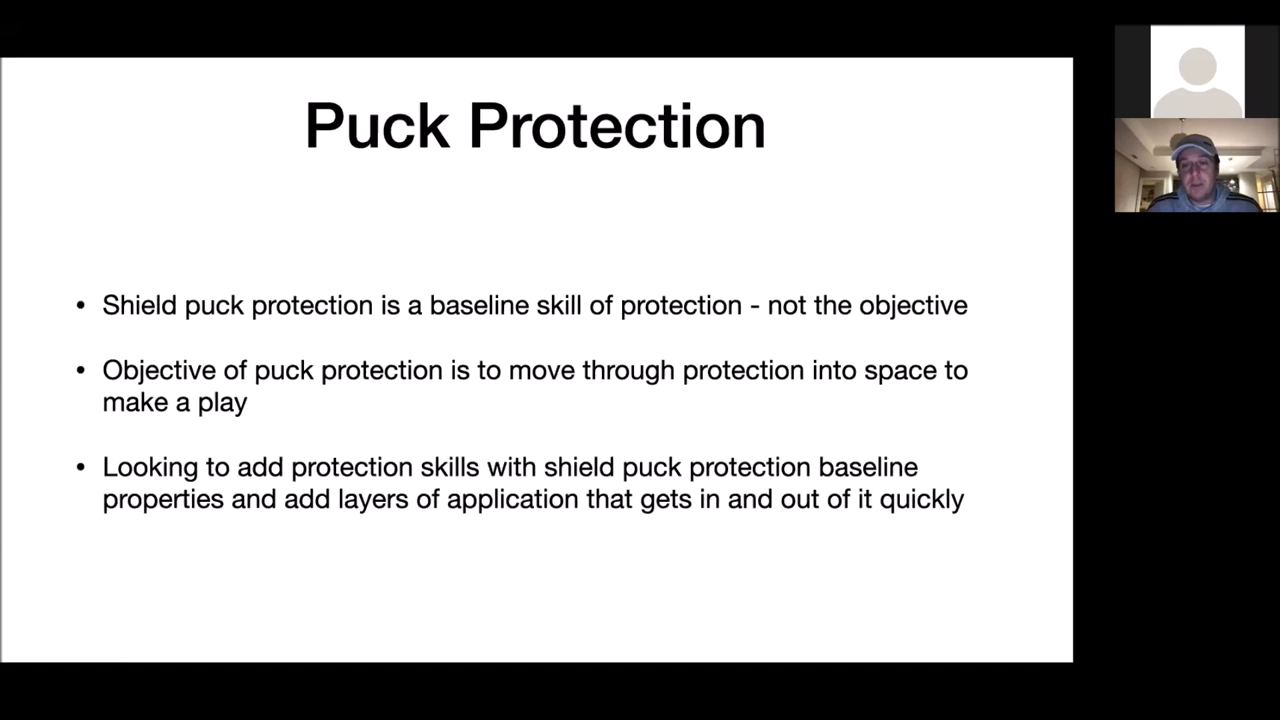 Puck Protection
• Shield puck protection is a baseline skill of protection - not the objective
• Objective of puck protection is to move through protection into space to
make a play
• Looking to add protection skills with shield puck protection baseline
properties and add layers of application that gets in and out of it quickly